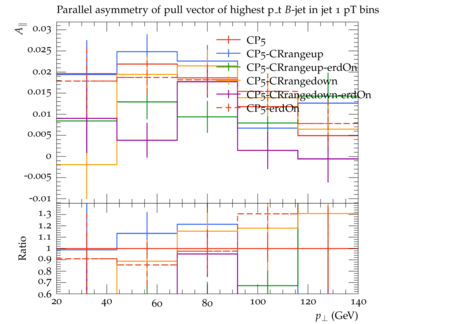 Parallel asymmetry of pull vector of highest p_t B-jet in jet 1 pT bins
A∥
0.03
0.025
0.02
0.015
0.01
0.005
0
−0.005
−0.01
CP5
CP5-CRrangeup
CP5-CRrangeup-erdOn
CP5-CRrangedown
CP5-CRrangedown-erdOn
CP5-erdOn
Ratio
1.3
1.2
1.1
1
0.9
0.8
0.7
0.6
20 40 60 80 100 120 140
p⊥ (GeV)